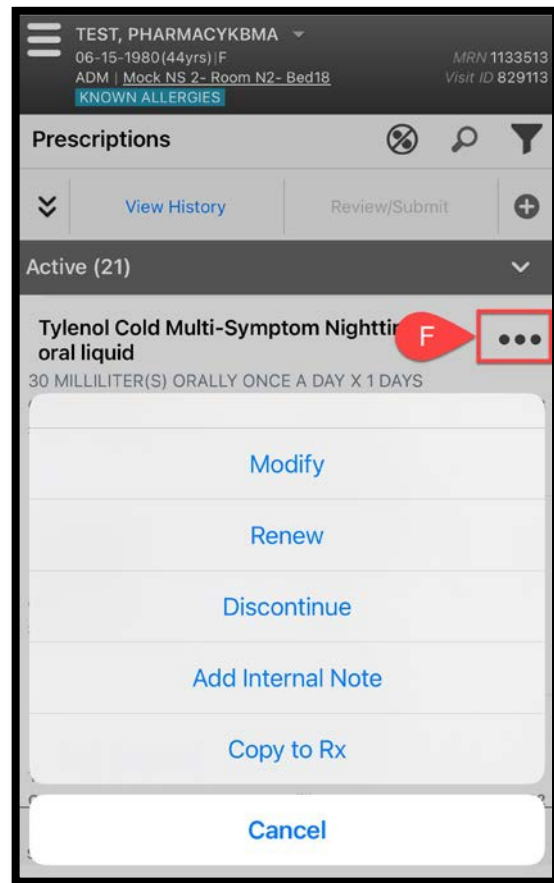 TEST, PHARMACYKBMA
06-15-1980(44yrs)|F
MRN 1133513
ADM | Mock NS 2- Room N2- Bed18
Visit ID 829113
KNOWN ALLERGIES
Prescriptions
View History
Review/Submit
Active (21)
Tylenol Cold Multi-Symptom
F
oral liquid
30 MILLILITER(S) ORALLY ONCE A DAY X 1 DAYS
Modify
Renew
Discontinue
Add Internal Note
Copy to Rx
Cancel